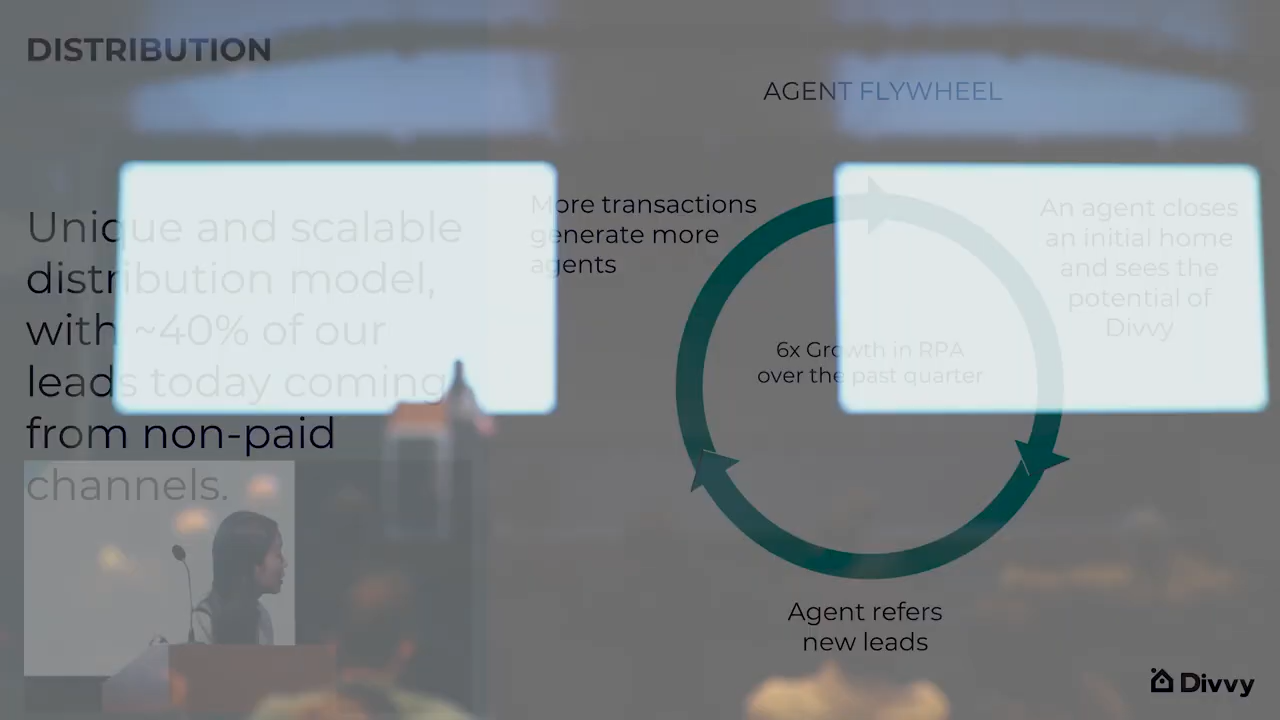 DISTRIBUTION
AGENT FLYWHEEL
Unique and scalable
distribution model,
with ~40% of our
leads today coming
from non-paid
channels.
More transactions
generate more
agents
An agent closes
an initial home
and sees the
potential of
Divvy
6x Growth in RPA
over the past quarter
Agent refers
new leads
Divvy